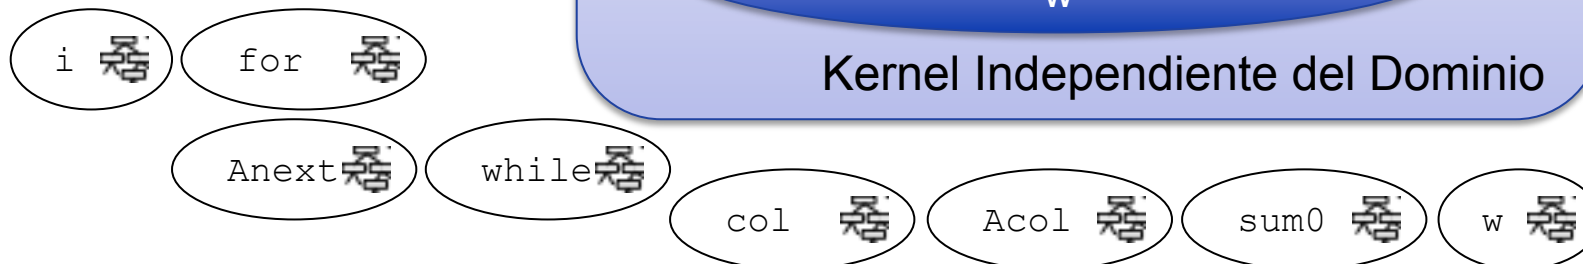 w
Kernel Independiente del Dominio
i for
Anext while
col Acol sum0 w